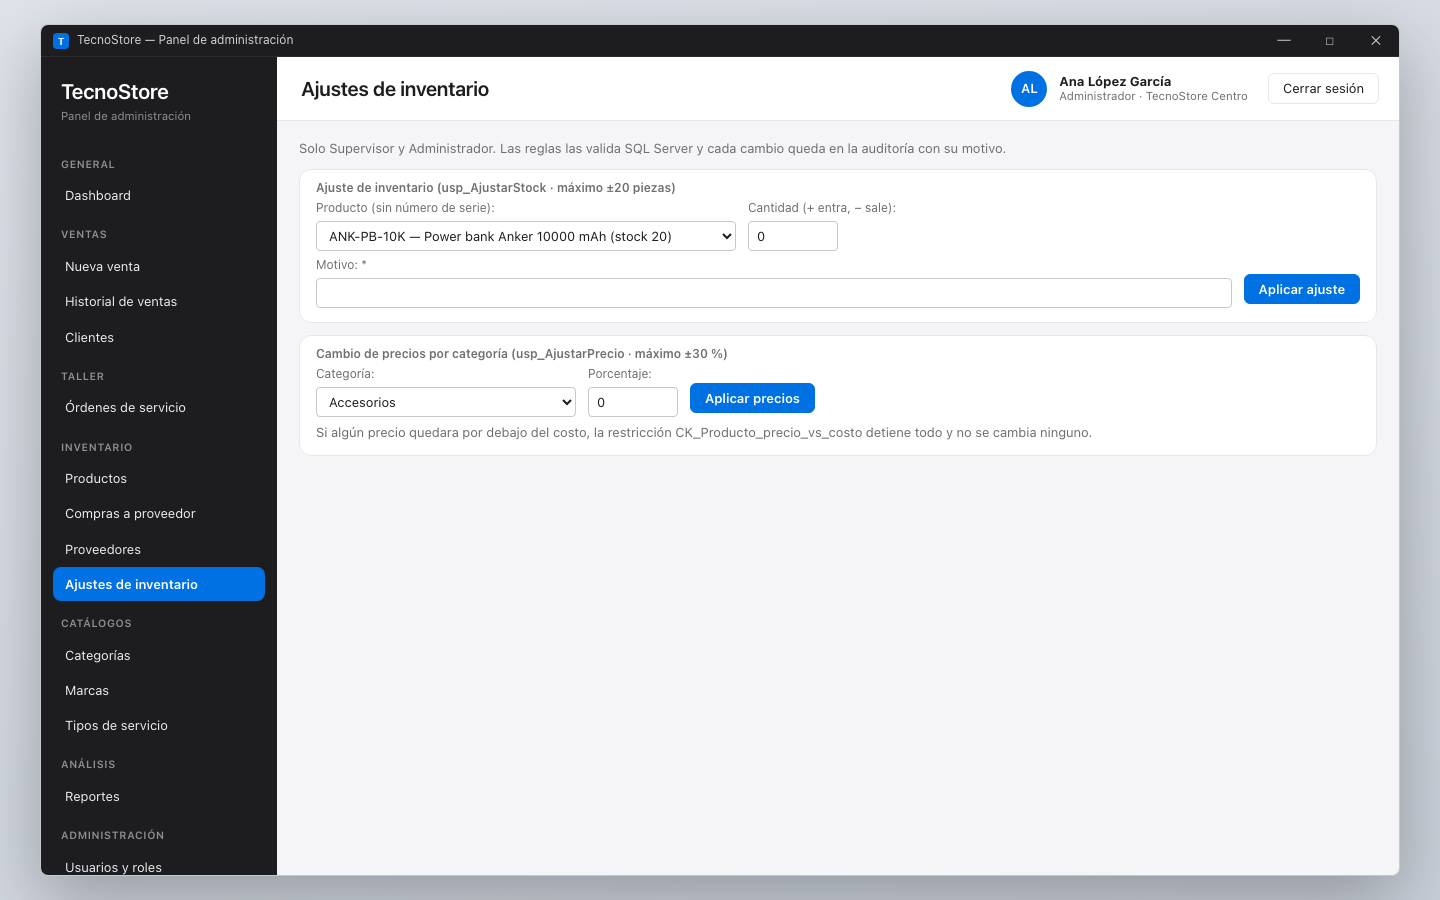 T TecnoStore — Panel de administración
TecnoStore
Panel de administración
GENERAL
Dashboard
VENTAS
Nueva venta
Historial de ventas
Clientes
TALLER
Órdenes de servicio
INVENTARIO
Productos
Compras a proveedor
Proveedores
Ajustes de inventario
CATÁLOGOS
Categorías
Marcas
Tipos de servicio
ANÁLISIS
Reportes
ADMINISTRACIÓN
Usuarios y roles
Ajustes de inventario
AL
Ana López García
Administrador · TecnoStore Centro
Cerrar sesión
Solo Supervisor y Administrador. Las reglas las valida SQL Server y cada cambio queda en la auditoría con su motivo.
Ajuste de inventario (usp_AjustarStock · máximo ±20 piezas)
Producto (sin número de serie): Cantidad (+ entra, − sale):
ANK-PB-10K — Power bank Anker 10000 mAh (stock 20) 0
Motivo: *
Aplicar ajuste
Cambio de precios por categoría (usp_AjustarPrecio · máximo ±30 %)
Categoría: Porcentaje:
Accesorios 0 Aplicar precios
Si algún precio quedara por debajo del costo, la restricción CK_Producto_precio_vs_costo detiene todo y no se cambia ninguno.